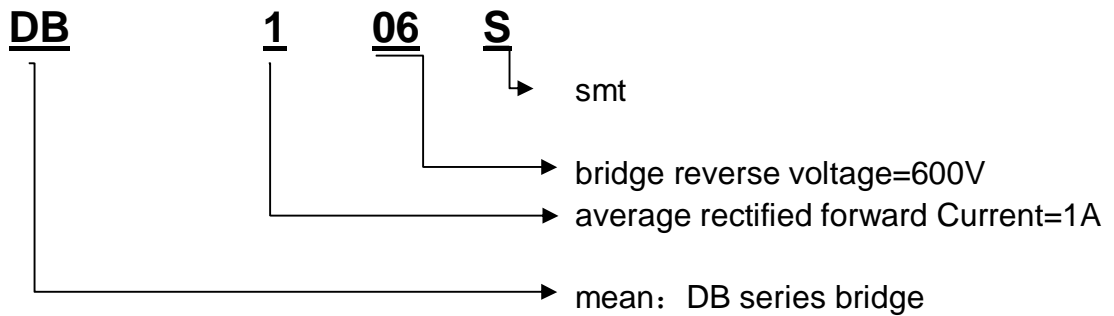 DB 1 06 S
smt
bridge reverse voltage=600V
average rectified forward Current=1A
mean：DB series bridge